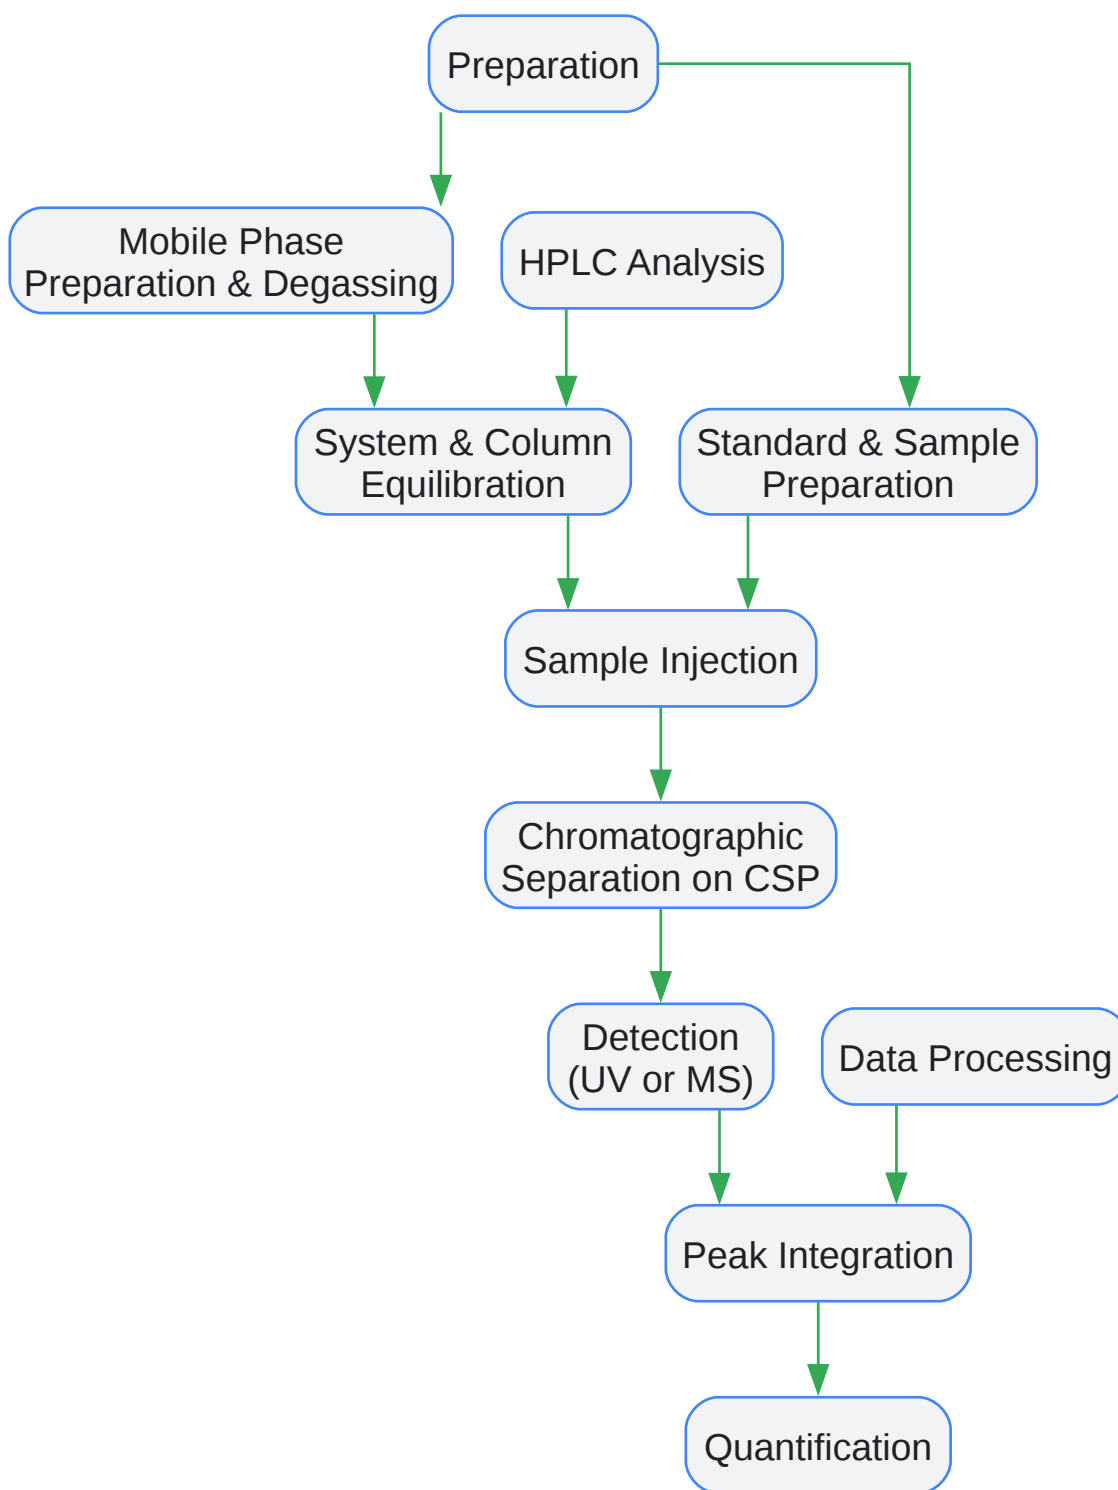 Preparation
Mobile Phase
Preparation & Degassing
HPLC Analysis
System & Column
Equilibration
Standard & Sample
Preparation
Sample Injection
Chromatographic
Separation on CSP
Detection
(UV or MS)
Data Processing
Peak Integration
Quantification